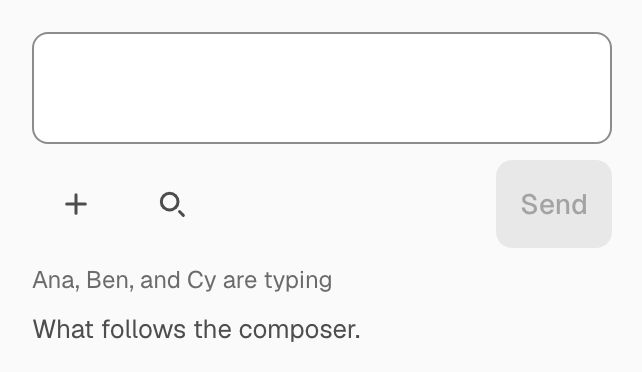 Send
Ana, Ben, and Cy are typing
What follows the composer.